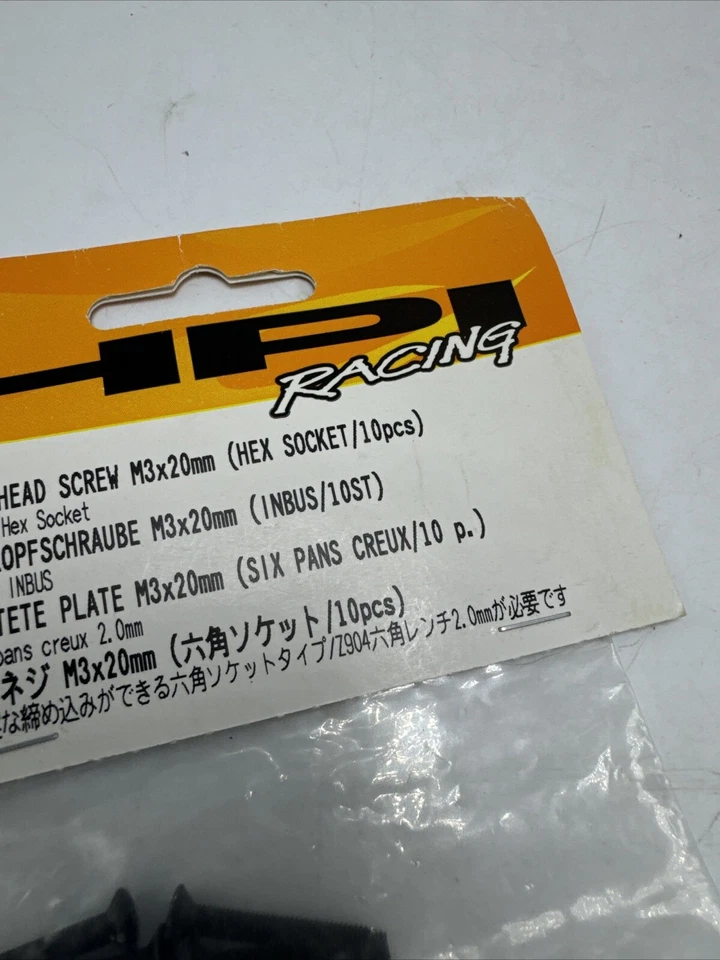 HPI
RACING
HEAD SCREW M3x20mm (HEX SOCKET/10pcs)
Hex Socket
OPFSCHRAUBE M3x20mm (INBUS/10ST)
INBUS
TETE PLATE M3x20mm (SIX PANS CREUX/10 p.)
pans creux 2.0mm
ネジ M3x20mm (六角ソケット/10pcs)
な締め込みができる六角ソケットタイプ/Z904六角レンチ2.0mmが必要です